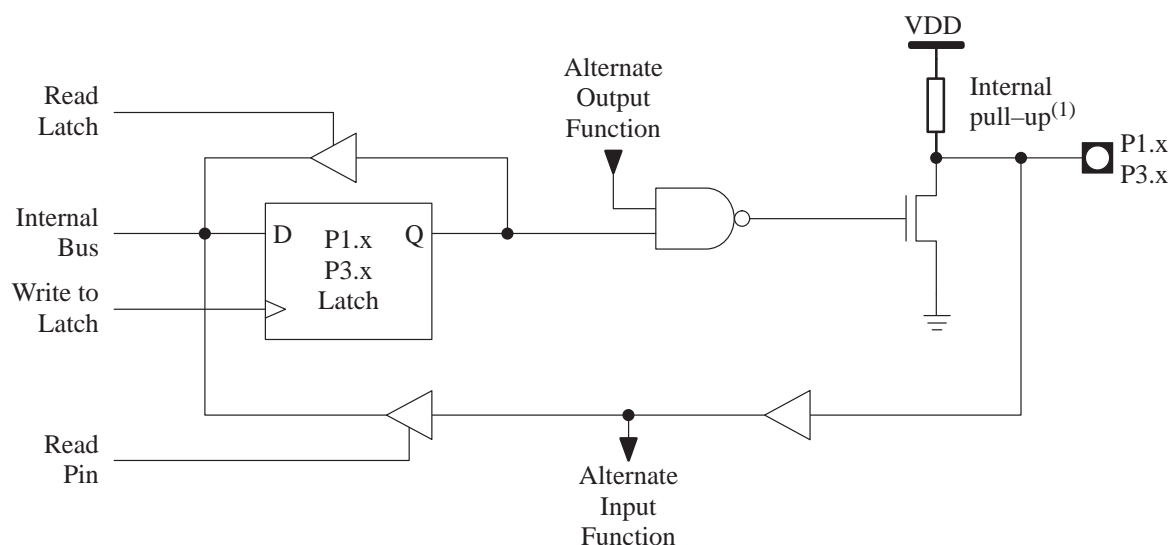 VDD
Alternate
Output
Function
Internal
pull–up(1)
Read
Latch
P1.x
P3.x
Internal
Bus
D
Q
P1.x
P3.x
Latch
Write to
Latch
Read
Pin
Alternate
Input
Function